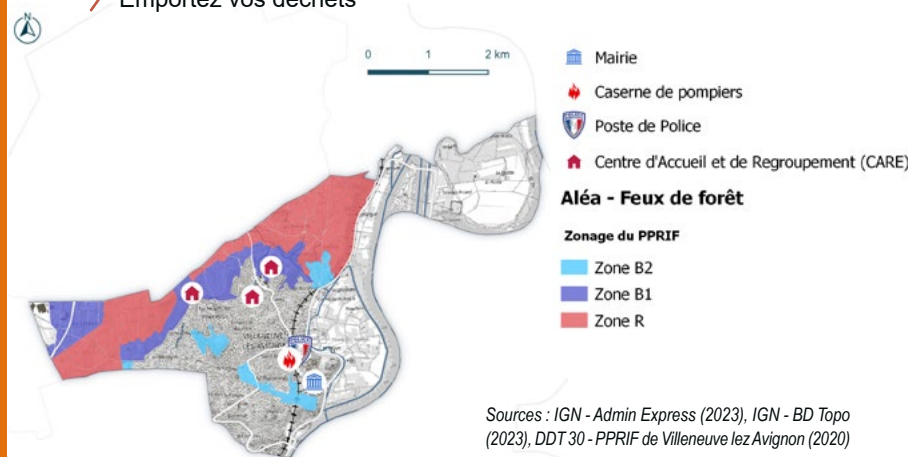 Emportez vos déchets
N
0 1 2 km
Mairie
Caserne de pompiers
Poste de Police
Centre d'Accueil et de Regroupement (CARE)
Aléa - Feux de forêt
Zonage du PPRIF
Zone B2
Zone B1
Zone R
Sources : IGN - Admin Express (2023), IGN - BD Topo
(2023), DDT 30 - PPRIF de Villeneuve lez Avignon (2020)